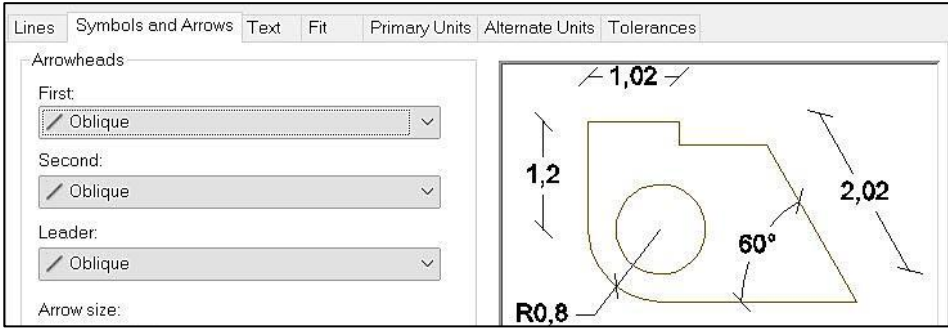 Lines Symbols and Arrows Text Fit Primary Units Alternate Units Tolerances
Arrowheads
First:
Oblique
Second:
Oblique
Leader:
Oblique
Arrow size:
1,02
1,2
2,02
60°
R0,8